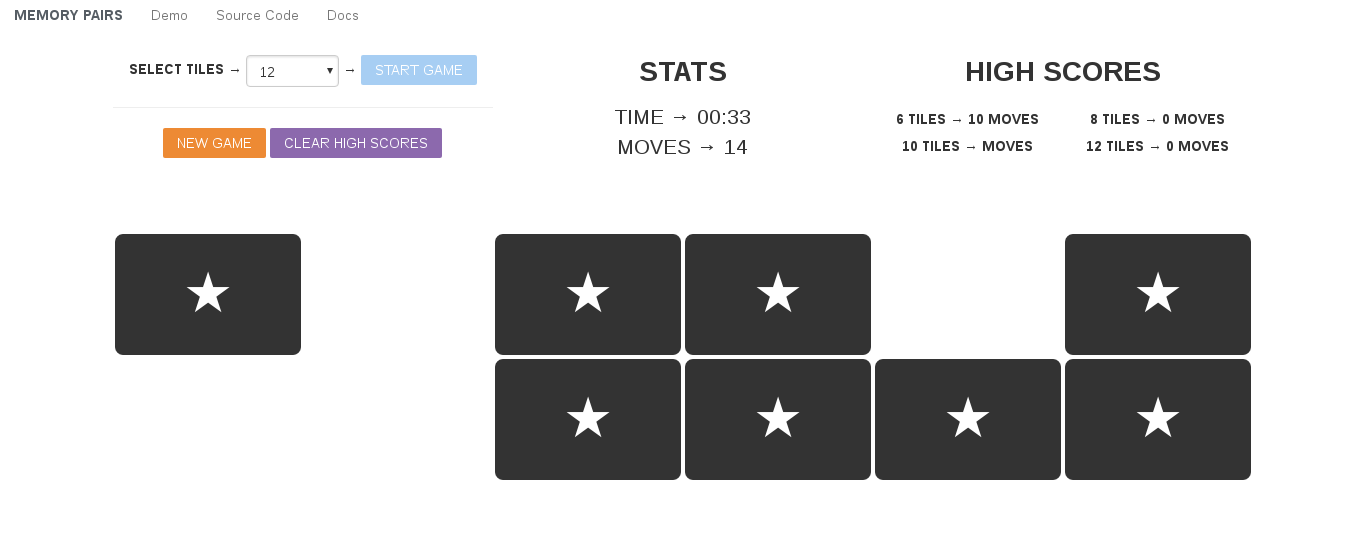 MEMORY PAIRS Demo Source Code Docs
SELECT TILES → 12 → START GAME
NEW GAME CLEAR HIGH SCORES
STATS
TIME → 00:33
MOVES → 14
HIGH SCORES
6 TILES → 10 MOVES 8 TILES → 0 MOVES
10 TILES → MOVES 12 TILES → 0 MOVES